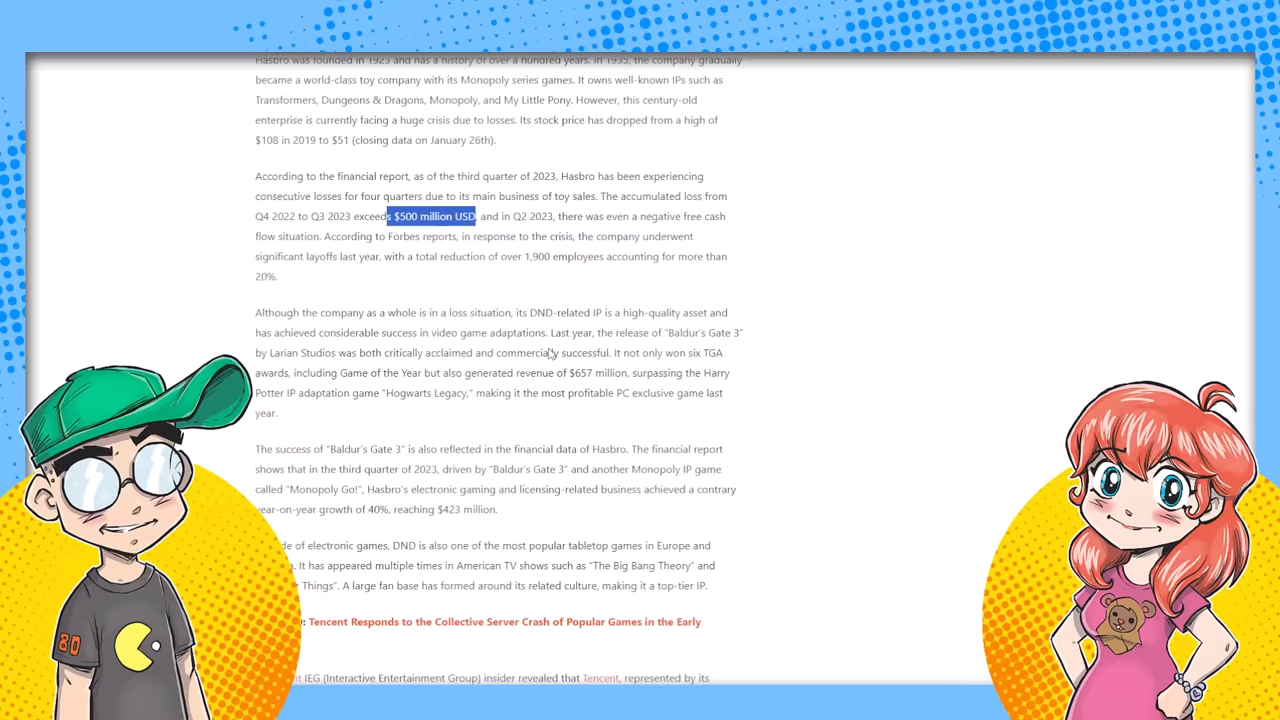 Hasbro was founded in 1923 and has a history of over a hundred years. In 1935, the company gradually
became a world-class toy company with its Monopoly series games. It owns well-known IPs such as
Transformers, Dungeons & Dragons, Monopoly, and My Little Pony. However, this century-old
enterprise is currently facing a huge crisis due to losses. Its stock price has dropped from a high of
$108 in 2019 to $51 (closing data on January 26th).
According to the financial report, as of the third quarter of 2023, Hasbro has been experiencing
consecutive losses for four quarters due to its main business of toy sales. The accumulated loss from
Q4 2022 to Q3 2023 exceeds $500 million USD, and in Q2 2023, there was even a negative free cash
flow situation. According to Forbes reports, in response to the crisis, the company underwent
significant layoffs last year, with a total reduction of over 1,900 employees accounting for more than
20%.
Although the company as a whole is in a loss situation, its DND-related IP is a high-quality asset and
has achieved considerable success in video game adaptations. Last year, the release of "Baldur's Gate 3"
by Larian Studios was both critically acclaimed and commercially successful. It not only won six TGA
awards, including Game of the Year but also generated revenue of $657 million, surpassing the Harry
Potter IP adaptation game "Hogwarts Legacy," making it the most profitable PC exclusive game last
year.
The success of "Baldur's Gate 3" is also reflected in the financial data of Hasbro. The financial report
shows that in the third quarter of 2023, driven by "Baldur's Gate 3" and another Monopoly IP game
called "Monopoly Go!", Hasbro's electronic gaming and licensing-related business achieved a contrary
year-on-year growth of 40%, reaching $423 million.
of electronic games, DND is also one of the most popular tabletop games in Europe and
It has appeared multiple times in American TV shows such as "The Big Bang Theory" and
Things". A large fan base has formed around its related culture, making it a top-tier IP.
Tencent Responds to the Collective Server Crash of Popular Games in the Early
IEG (Interactive Entertainment Group) insider revealed that Tencent, represented by its
80